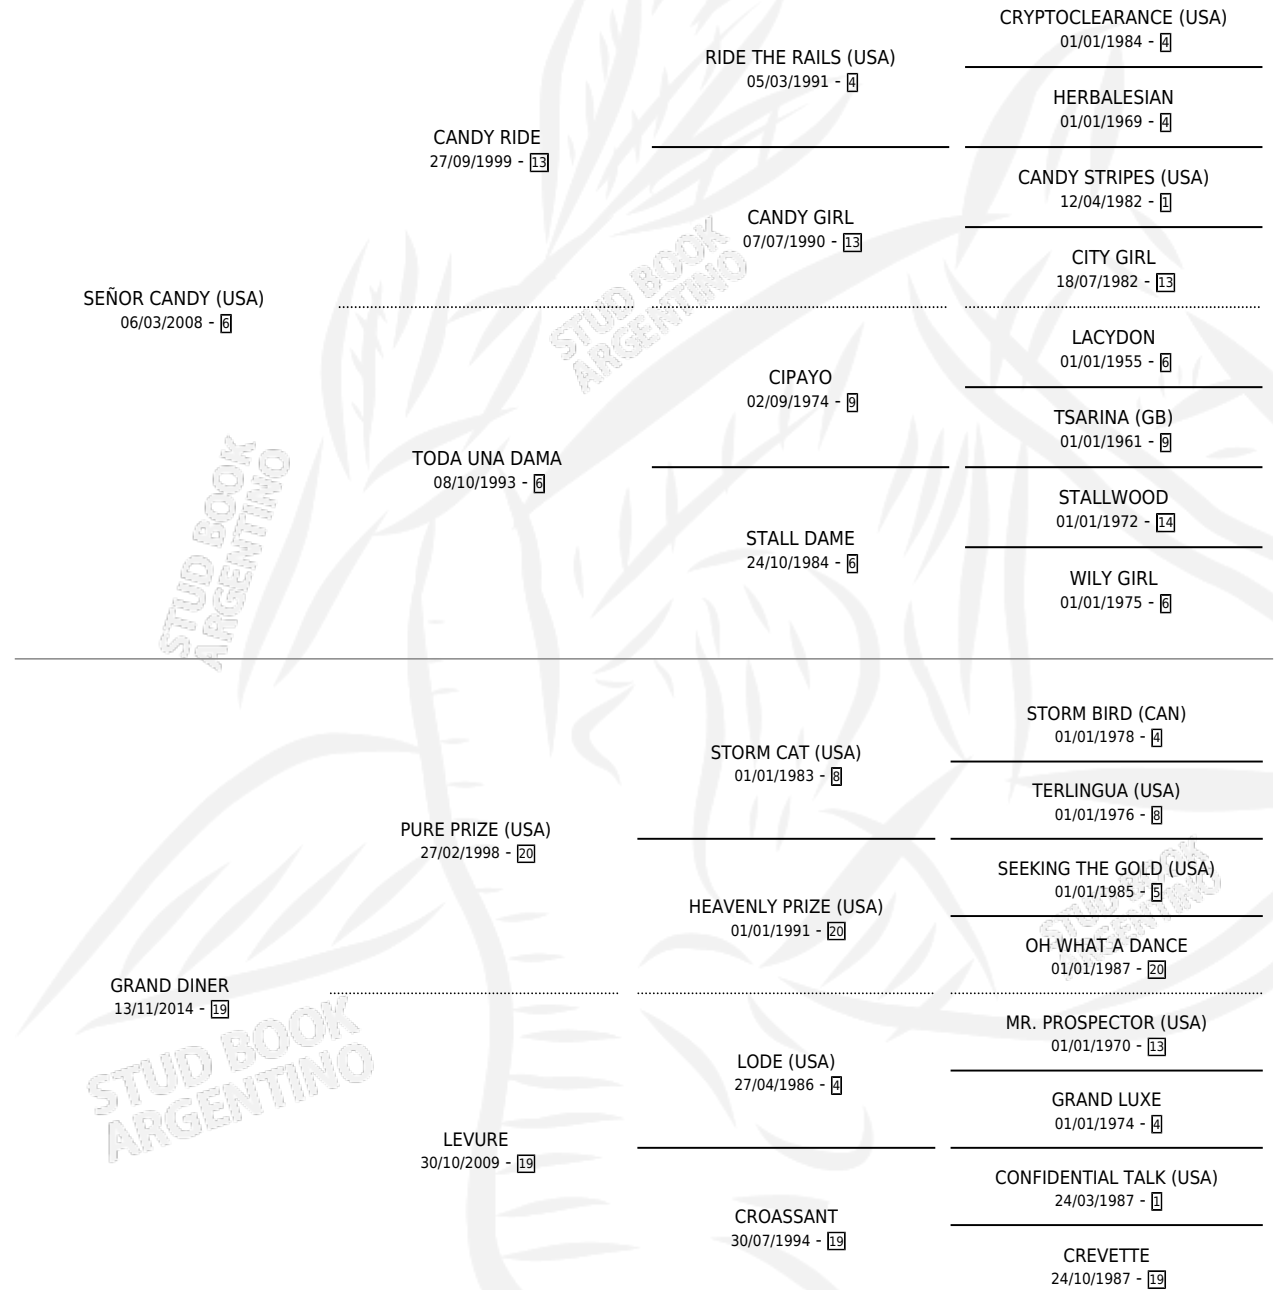 CRYPTOCLEARANCE (USA)
01/01/1984 - 4
RIDE THE RAILS (USA)
05/03/1991 - 4
HERBALESIAN
01/01/1969 - 4
CANDY RIDE
27/09/1999 - 13
CANDY STRIPES (USA)
12/04/1982 - 1
CANDY GIRL
07/07/1990 - 13
CITY GIRL
18/07/1982 - 13
SEÑOR CANDY (USA)
06/03/2008 - 6
LACYDON
01/01/1955 - 6
CIPAYO
02/09/1974 - 9
TSARINA (GB)
01/01/1961 - 9
TODA UNA DAMA
08/10/1993 - 6
STALLWOOD
01/01/1972 - 14
STALL DAME
24/10/1984 - 6
WILY GIRL
01/01/1975 - 6
STUD BOOK
ARGENTINO
STUD BOOK
ARGENTINO
STORM BIRD (CAN)
01/01/1978 - 4
STORM CAT (USA)
01/01/1983 - 8
TERLINGUA (USA)
01/01/1976 - 8
PURE PRIZE (USA)
27/02/1998 - 20
SEEKING THE GOLD (USA)
01/01/1985 - 5
HEAVENLY PRIZE (USA)
01/01/1991 - 20
OH WHAT A DANCE
01/01/1987 - 20
GRAND DINER
13/11/2014 - 19
MR. PROSPECTOR (USA)
01/01/1970 - 13
LODE (USA)
27/04/1986 - 4
GRAND LUXE
01/01/1974 - 4
LEVURE
30/10/2009 - 19
CONFIDENTIAL TALK (USA)
24/03/1987 - 1
CROASSANT
30/07/1994 - 19
CREVETTE
24/10/1987 - 19
STUD BOOK
ARGENTINO
STUD BOOK
ARGENTINO